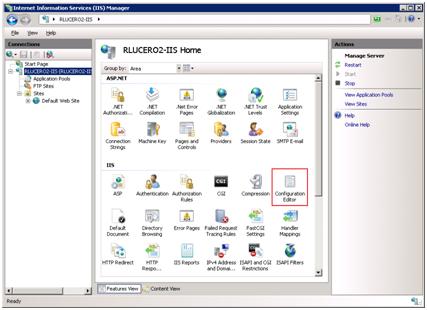 Internet Information Services (IIS) Manager
RLUCERO2-IIS
File View Help
Connections
Start Page
RLUCERO2-IIS (RLUCERO2-IIS
Application Pools
FTP Sites
Sites
Default Web Site
RLUCERO2-IIS Home
Group by: Area
ASP.NET
.NET Authorizati...
.NET Compilation
.Net Error Pages
.Net Globalization
.NET Trust Levels
Application Settings
Connection Strings
Machine Key
Pages and Controls
Providers
Session State
SMTP E-mail
IIS
ASP
Authentication
Authorization Rules
CGI
Compression
Configuration Editor
Default Document
Directory Browsing
Error Pages
Failed Request Tracing Rules
FastCGI Settings
Handler Mappings
HTTP Redirect
HTTP Respo...
IIS Reports
IPv4 Address and Domai...
ISAPI and CGI Restrictions
ISAPI Filters
Features View
Content View
Actions
Manage Server
Restart
Start
Stop
View Application Pools
View Sites
Help
Online Help
Ready